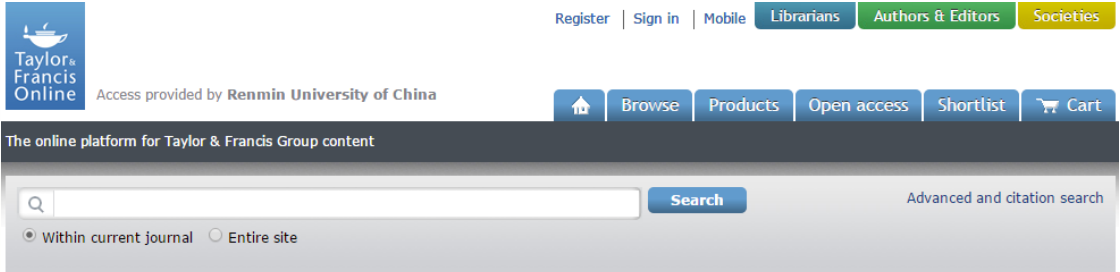 Register | Sign in | Mobile Librarians Authors & Editors Societies
Taylor &
Francis
Online
Access provided by Renmin University of China
Browse Products Open access Shortlist Cart
The online platform for Taylor & Francis Group content
Search Advanced and citation search
Within current journal Entire site